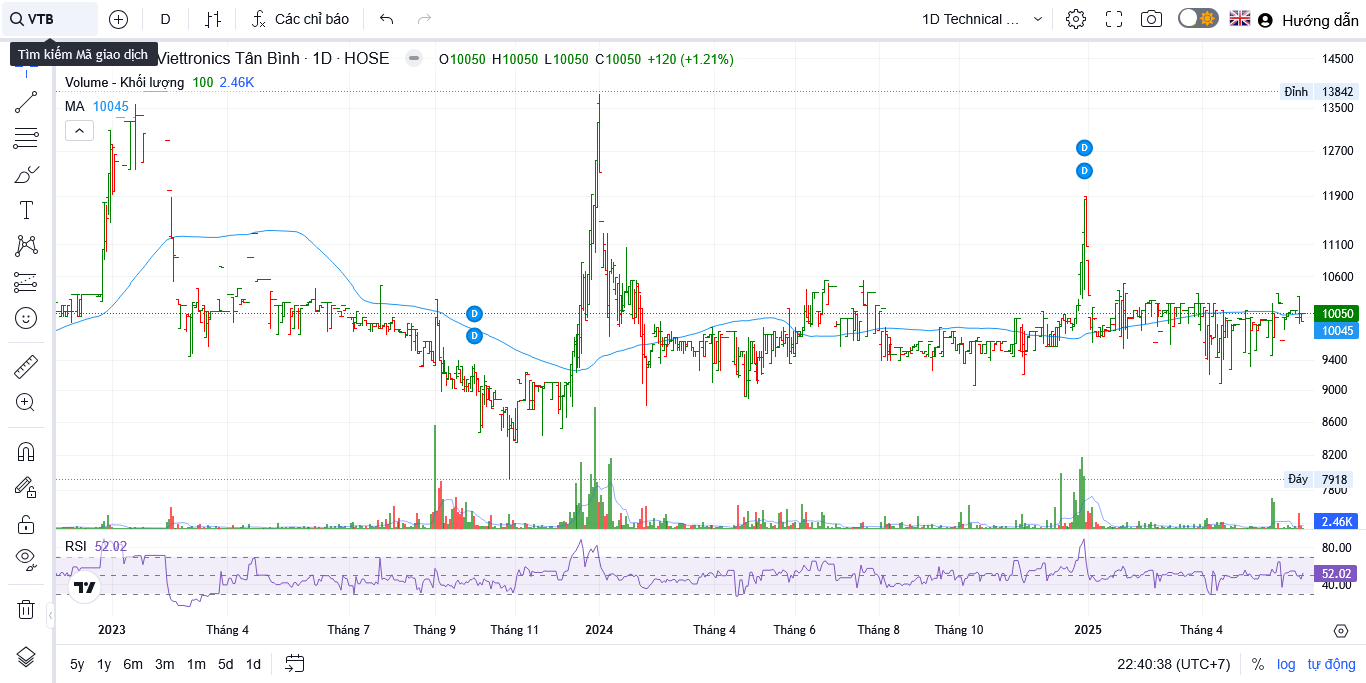 VTB
D
Các chỉ báo
1D Technical ...
Hướng dẫn
Tìm kiếm Mã giao dịch
Viettronics Tân Bình · 1D · HOSE
O10050 H10050 L10050 C10050 +120 (+1.21%)
Volume - Khối lượng 100 2.46K
MA 10045
14500
Đỉnh 13842
13500
12700
D
D
11900
11100
10600
D
10050
D
10045
9400
9000
8600
8200
Đáy 7918
7800
2.46K
RSI 52.02
80.00
52.02
40.00
2023 Tháng 4 Tháng 7 Tháng 9 Tháng 11 2024 Tháng 4 Tháng 6 Tháng 8 Tháng 10 2025 Tháng 4
5y 1y 6m 3m 1m 5d 1d
22:40:38 (UTC+7) % log tự động